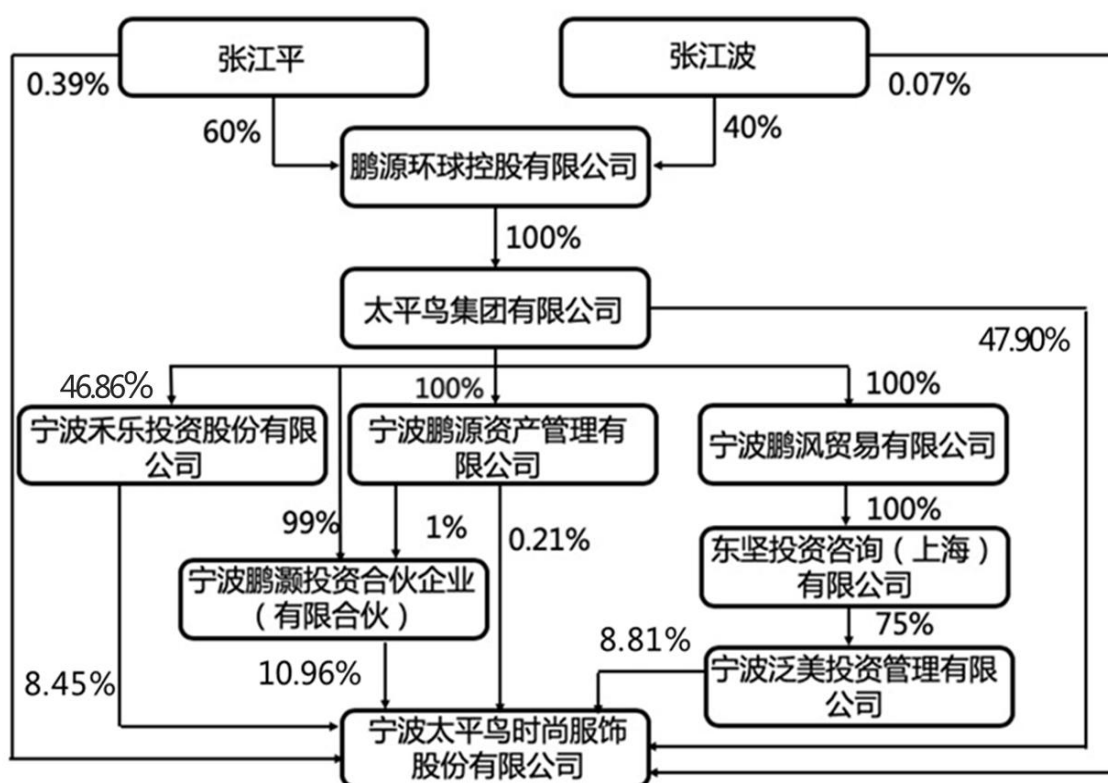 张江平
张江波
0.39%
0.07%
60%
40%
鹏源环球控股有限公司
100%
太平鸟集团有限公司
47.90%
46.86%
100%
100%
宁波禾乐投资股份有限
公司
宁波鹏源资产管理有
限公司
宁波鹏沨贸易有限公司
99%
1%
0.21%
100%
东坚投资咨询（上海）
有限公司
宁波鹏灏投资合伙企业
（有限合伙）
75%
8.81%
10.96%
8.45%
宁波泛美投资管理有限
公司
宁波太平鸟时尚服饰
股份有限公司